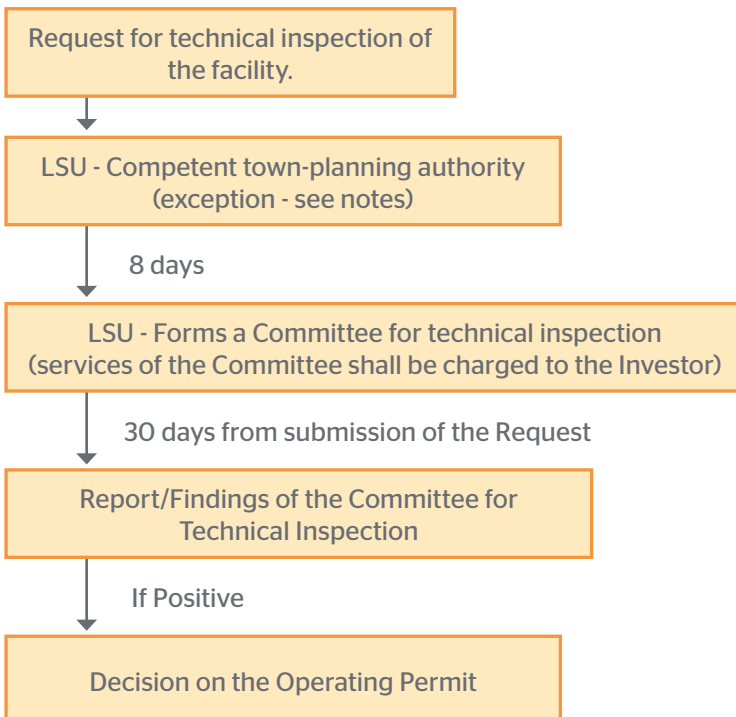 Request for technical inspection of
the facility.
LSU - Competent town-planning authority
(exception - see notes)
8 days
LSU - Forms a Committee for technical inspection
(services of the Committee shall be charged to the Investor)
30 days from submission of the Request
Report/Findings of the Committee for
Technical Inspection
If Positive
Decision on the Operating Permit